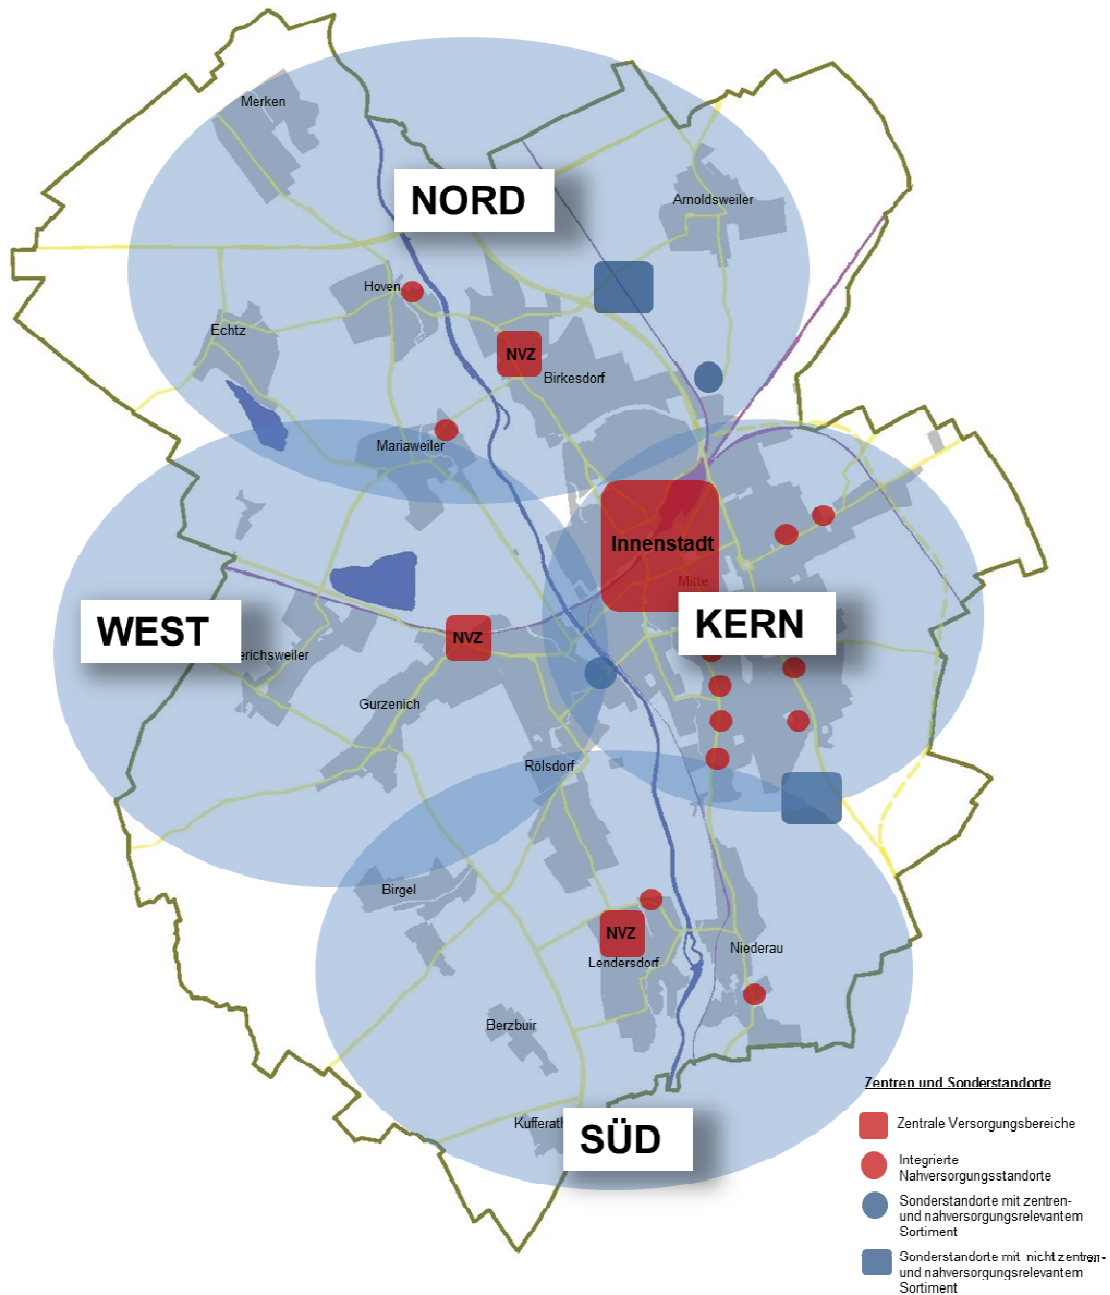 Merken
NORD
Arnoldsweiler
Hoven
Echtz
NVZ
Birkesdorf
Mariaweiler
Innenstadt
Mitte
WEST
KERN
NVZ
erichsweiler
Gurzenich
Rölsdorf
Birgel
NVZ
Lendersdorf
Niederau
Berzbuir
Kufferath
SÜD
Zentren und Sonderstandorte
Zentrale Versorgungsbereiche
Integrierte
Nahversorgungsstandorte
Sonderstandorte mit zentren-
und nahversorgungsrelevantem
Sortiment
Sonderstandorte mit nicht zentren-
und nahversorgungsrelevantem
Sortiment